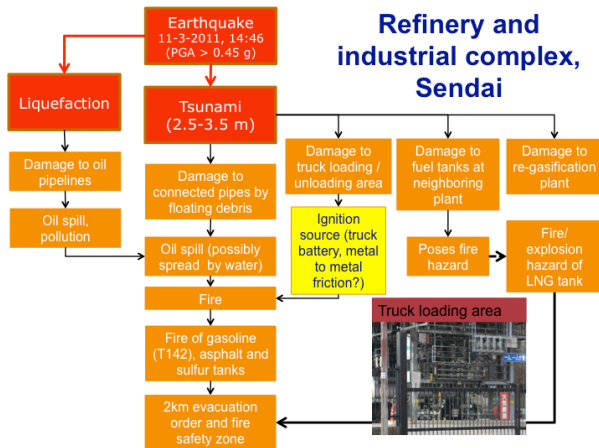 Earthquake
11-3-2011, 14:46
(PGA > 0.45 g)
Refinery and
industrial complex,
Sendai
Liquefaction
Tsunami
(2.5-3.5 m)
Damage to oil
pipelines
Damage to
connected pipes by
floating debris
Damage to
truck loading /
unloading area
Damage to
fuel tanks at
neighboring
plant
Damage to
re-gasification
plant
Oil spill,
pollution
Oil spill (possibly
spread by water)
Ignition
source (truck
battery, metal
to metal
friction?)
Poses fire
hazard
Fire/
explosion
hazard of
LNG tank
Fire
Truck loading area
Fire of gasoline
(T142), asphalt and
sulfur tanks
2km evacuation
order and fire
safety zone